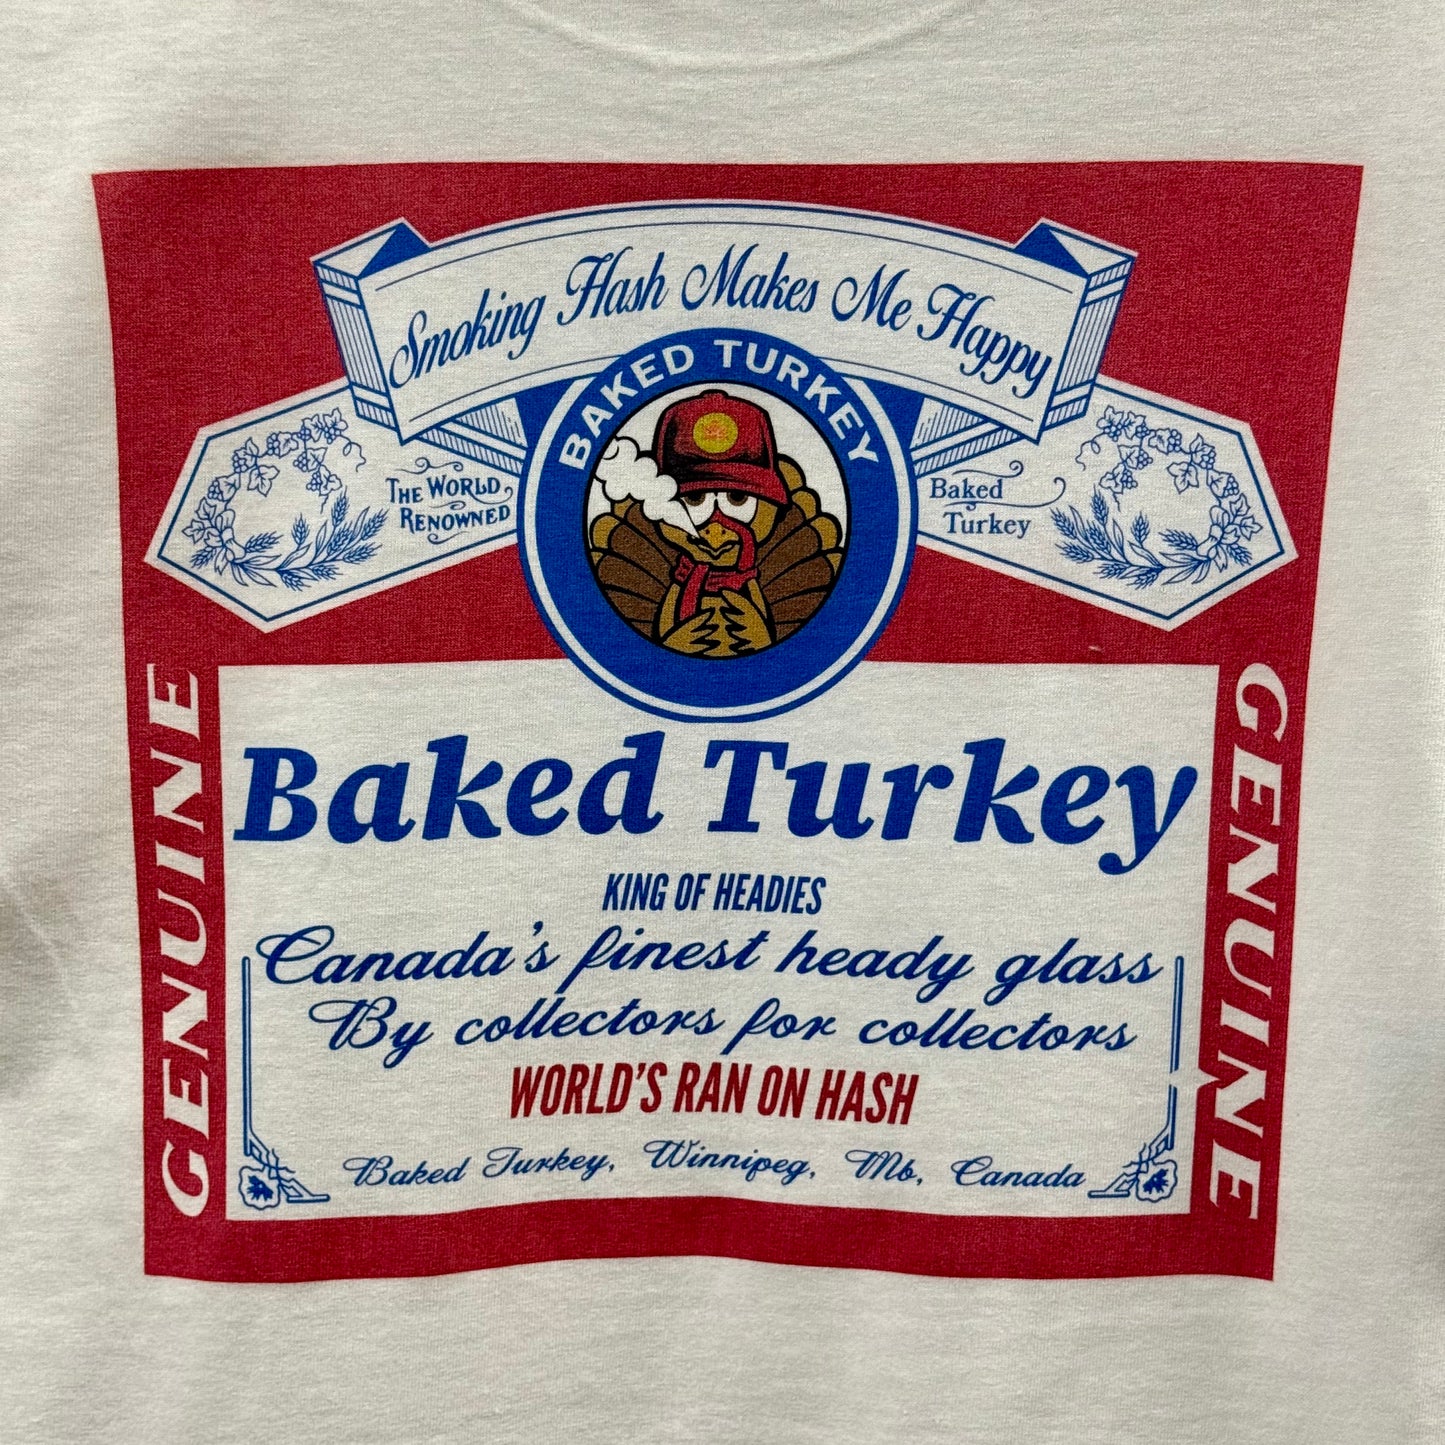 Smoking Hash Makes Me Happy
BAKED TURKEY
THE WORLD
RENOWNED
Baked
Turkey
GENUINE
GENUINE
Baked Turkey
KING OF HEADIES
Canada's finest heady glass
By collectors for collectors
WORLD'S RAN ON HASH
Baked Turkey, Winnipeg, Mb, Canada